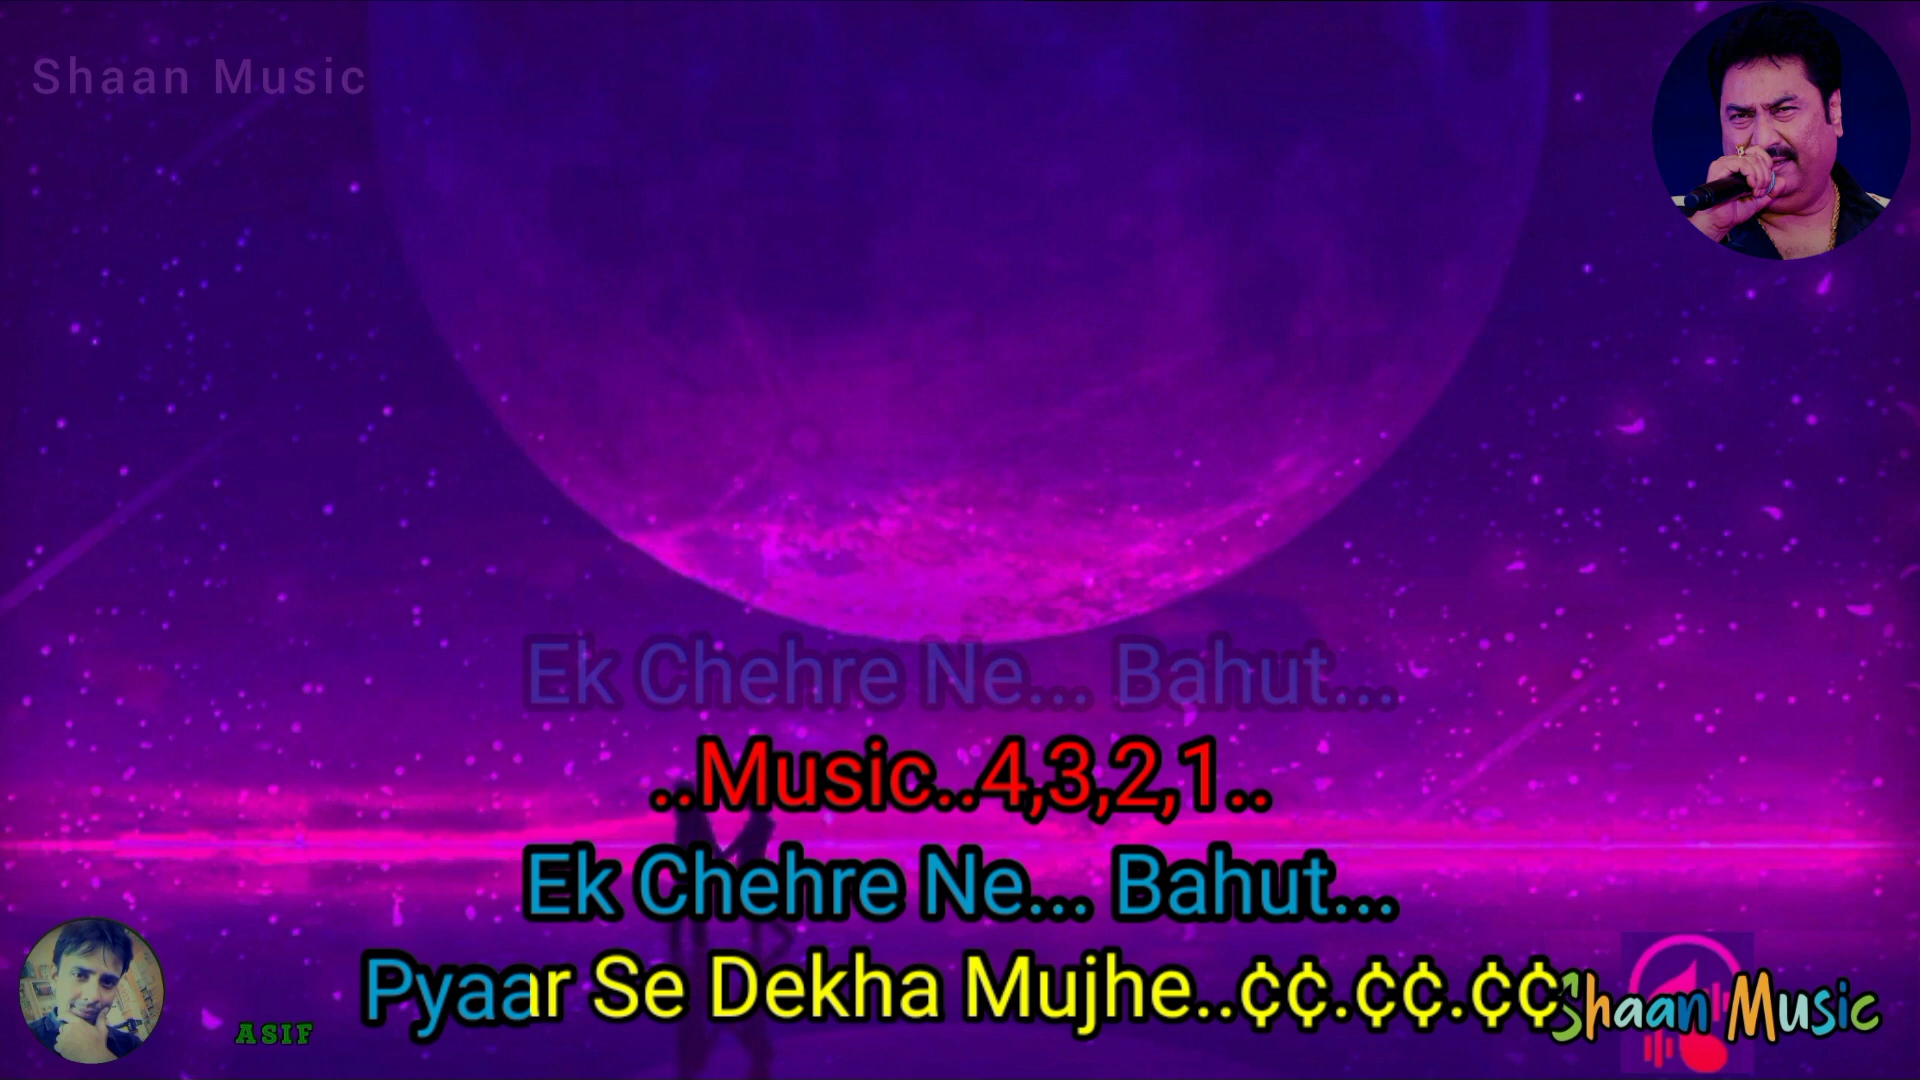 Shaan Music
Ek Chehre Ne... Bahut...
..Music..4,3,2,1..
Ek Chehre Ne... Bahut...
Pyaar Se Dekha Mujhe..¢¢.¢¢.¢¢
Shaan Music
ASIF